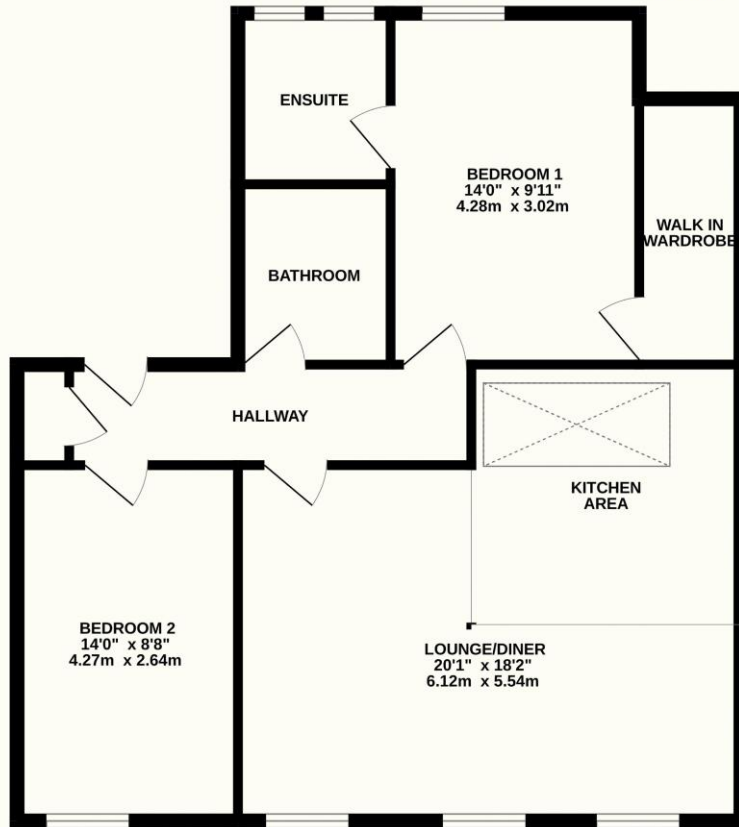 ENSUITE
BEDROOM 1
14'0" x 9'11"
4.28m x 3.02m
WALK IN
WARDROBE
BATHROOM
HALLWAY
KITCHEN
AREA
BEDROOM 2
14'0" x 8'8"
4.27m x 2.64m
LOUNGE/DINER
20'1" x 18'2"
6.12m x 5.54m